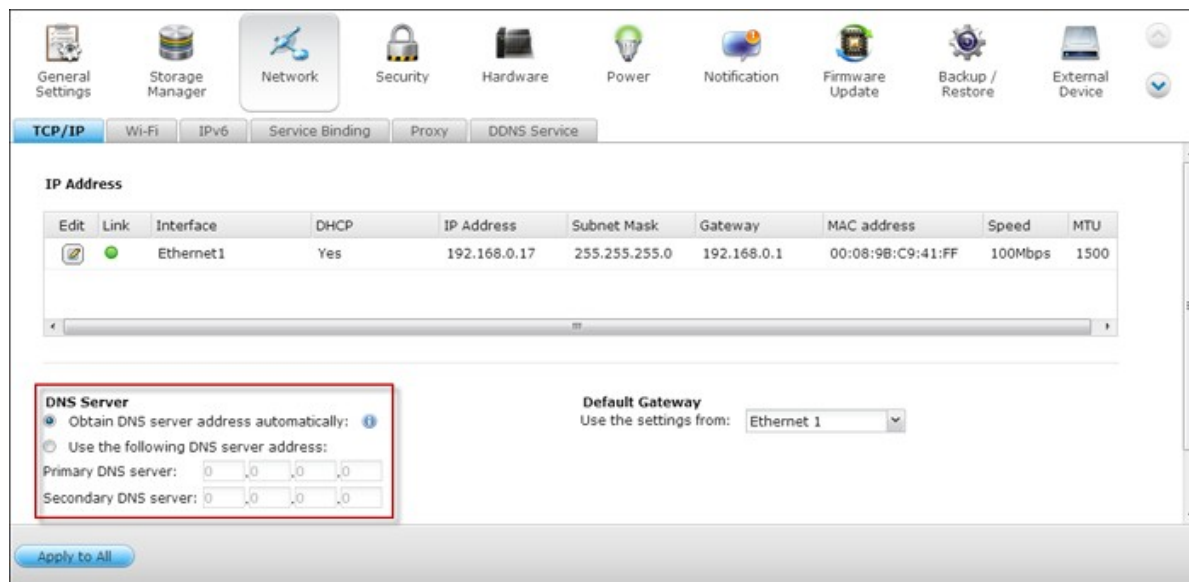 General Settings
Storage Manager
Network
Security
Hardware
Power
Notification
Firmware Update
Backup / Restore
External Device
TCP/IP Wi-Fi IPv6 Service Binding Proxy DDNS Service
IP Address
Edit Link Interface DHCP IP Address Subnet Mask Gateway MAC address Speed MTU
Ethernet1 Yes 192.168.0.17 255.255.255.0 192.168.0.1 00:08:9B:C9:41:FF 100Mbps 1500
DNS Server
Obtain DNS server address automatically:
Use the following DNS server address:
Primary DNS server: 0 .0 .0 .0
Secondary DNS server: 0 .0 .0 .0
Default Gateway
Use the settings from: Ethernet 1
Apply to All